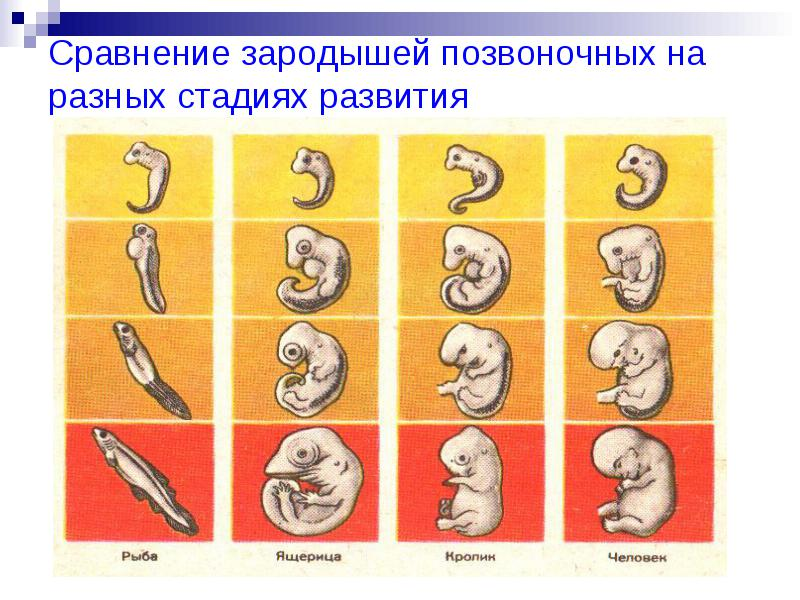 Сравнение зародышей позвоночных на
разных стадиях развития
Рыба Ящерица Кролик Человек